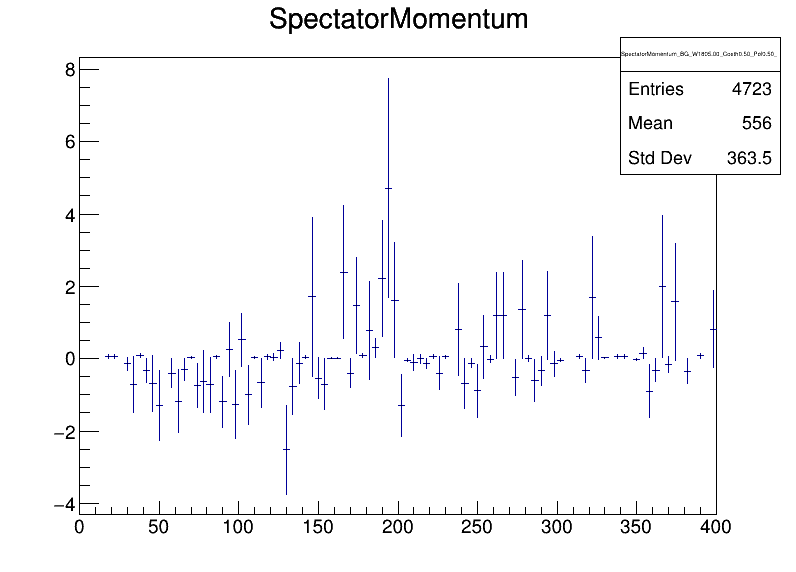 SpectatorMomentum
SpectatorMomentum_BG_W1805.00_Costh0.50_Pol0.50_
Entries 4723
Mean 556
Std Dev 363.5
8
6
4
2
0
−2
−4
0 50 100 150 200 250 300 350 400